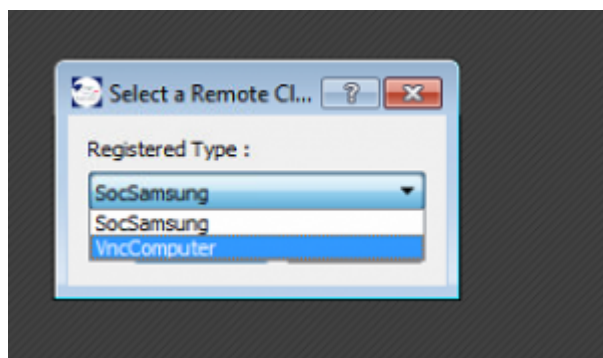 Select a Remote Cl...
Registered Type :
SocSamsung
SocSamsung
VncComputer